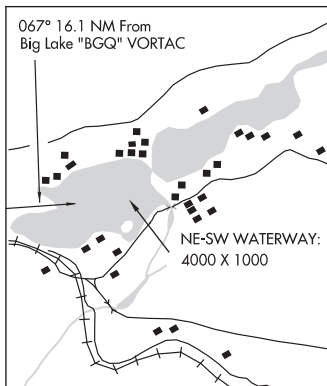 067° 16.1 NM From
Big Lake "BGQ" VORTAC
NE-SW WATERWAY:
4000 X 1000